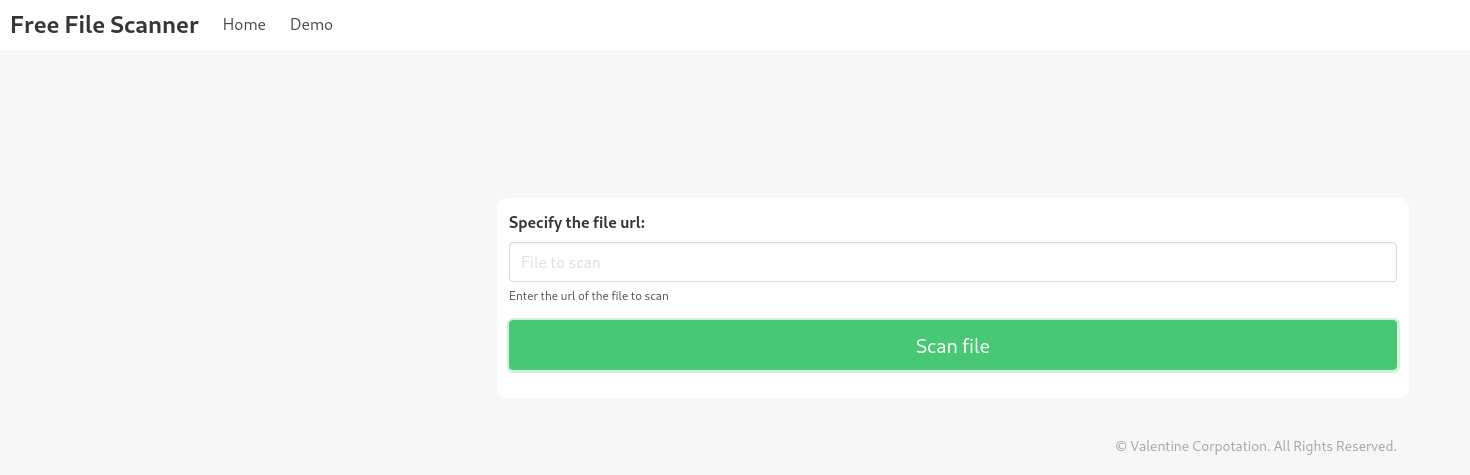 Free File Scanner Home Demo
Specify the file url:
File to scan
Enter the url of the file to scan
Scan file
© Valentine Corpotation. All Rights Reserved.